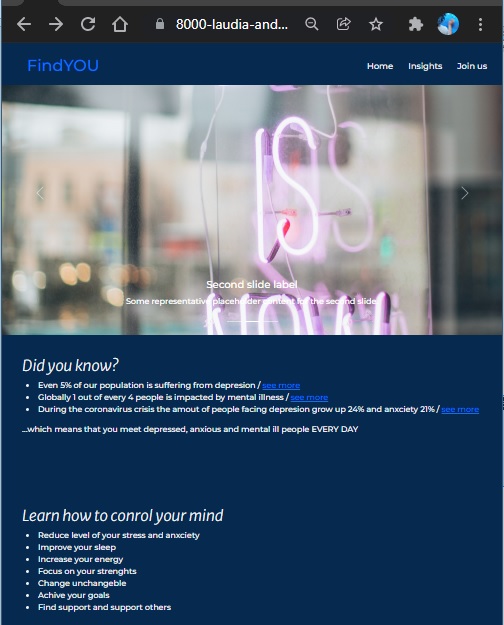 8000-laudia-and...
FindYOU
Home Insights Join us
IS
Second slide label
Some representative placeholder content for the second slide.
Did you know?
Even 5% of our population is suffering from depresion / see more
Globally 1 out of every 4 people is impacted by mental illness / see more
During the coronavirus crisis the amout of people facing depresion grow up 24% and anxciety 21% / see more
...which means that you meet depressed, anxious and mental ill people EVERY DAY
Learn how to conrol your mind
Reduce level of your stress and anxciety
Improve your sleep
Increase your energy
Focus on your strenghts
Change unchangeble
Achive your goals
Find support and support others